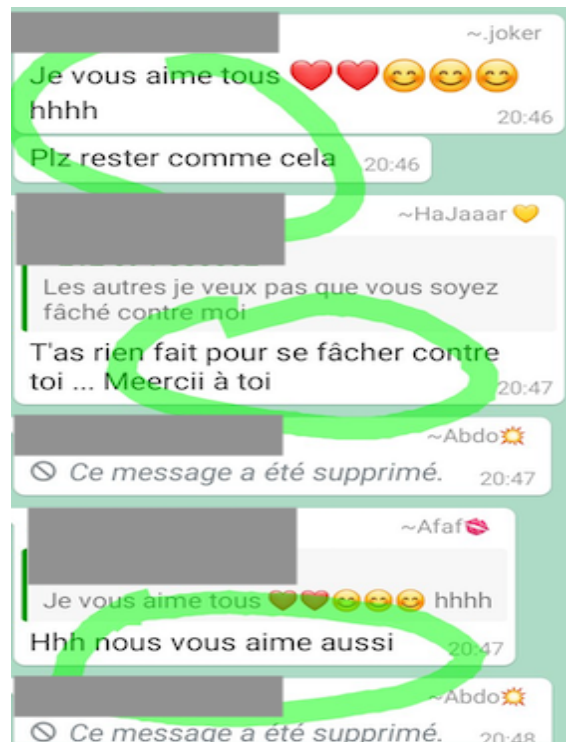 ~.joker
Je vous aime tous ❤️❤️😊😊😊
hhhh
20:46
Plz rester comme cela 20:46
~HaJaaar 💛
Les autres je veux pas que vous soyez
fâché contre moi
T'as rien fait pour se fâcher contre
toi ... Meercii à toi
20:47
~Abdo💥
🚫 Ce message a été supprimé. 20:47
~Afaf💋
Je vous aime tous ❤️❤️😊😊😊 hhhh
Hhh nous vous aime aussi
20:47
~Abdo💥
🚫 Ce message a été supprimé. 20:48